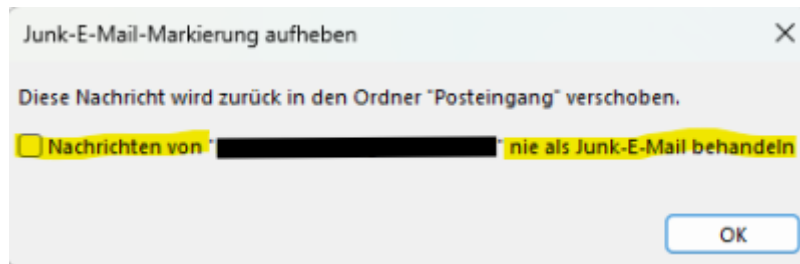 Junk-E-Mail-Markierung aufheben
Diese Nachricht wird zurück in den Ordner "Posteingang" verschoben.
Nachrichten von "" nie als Junk-E-Mail behandeln
OK